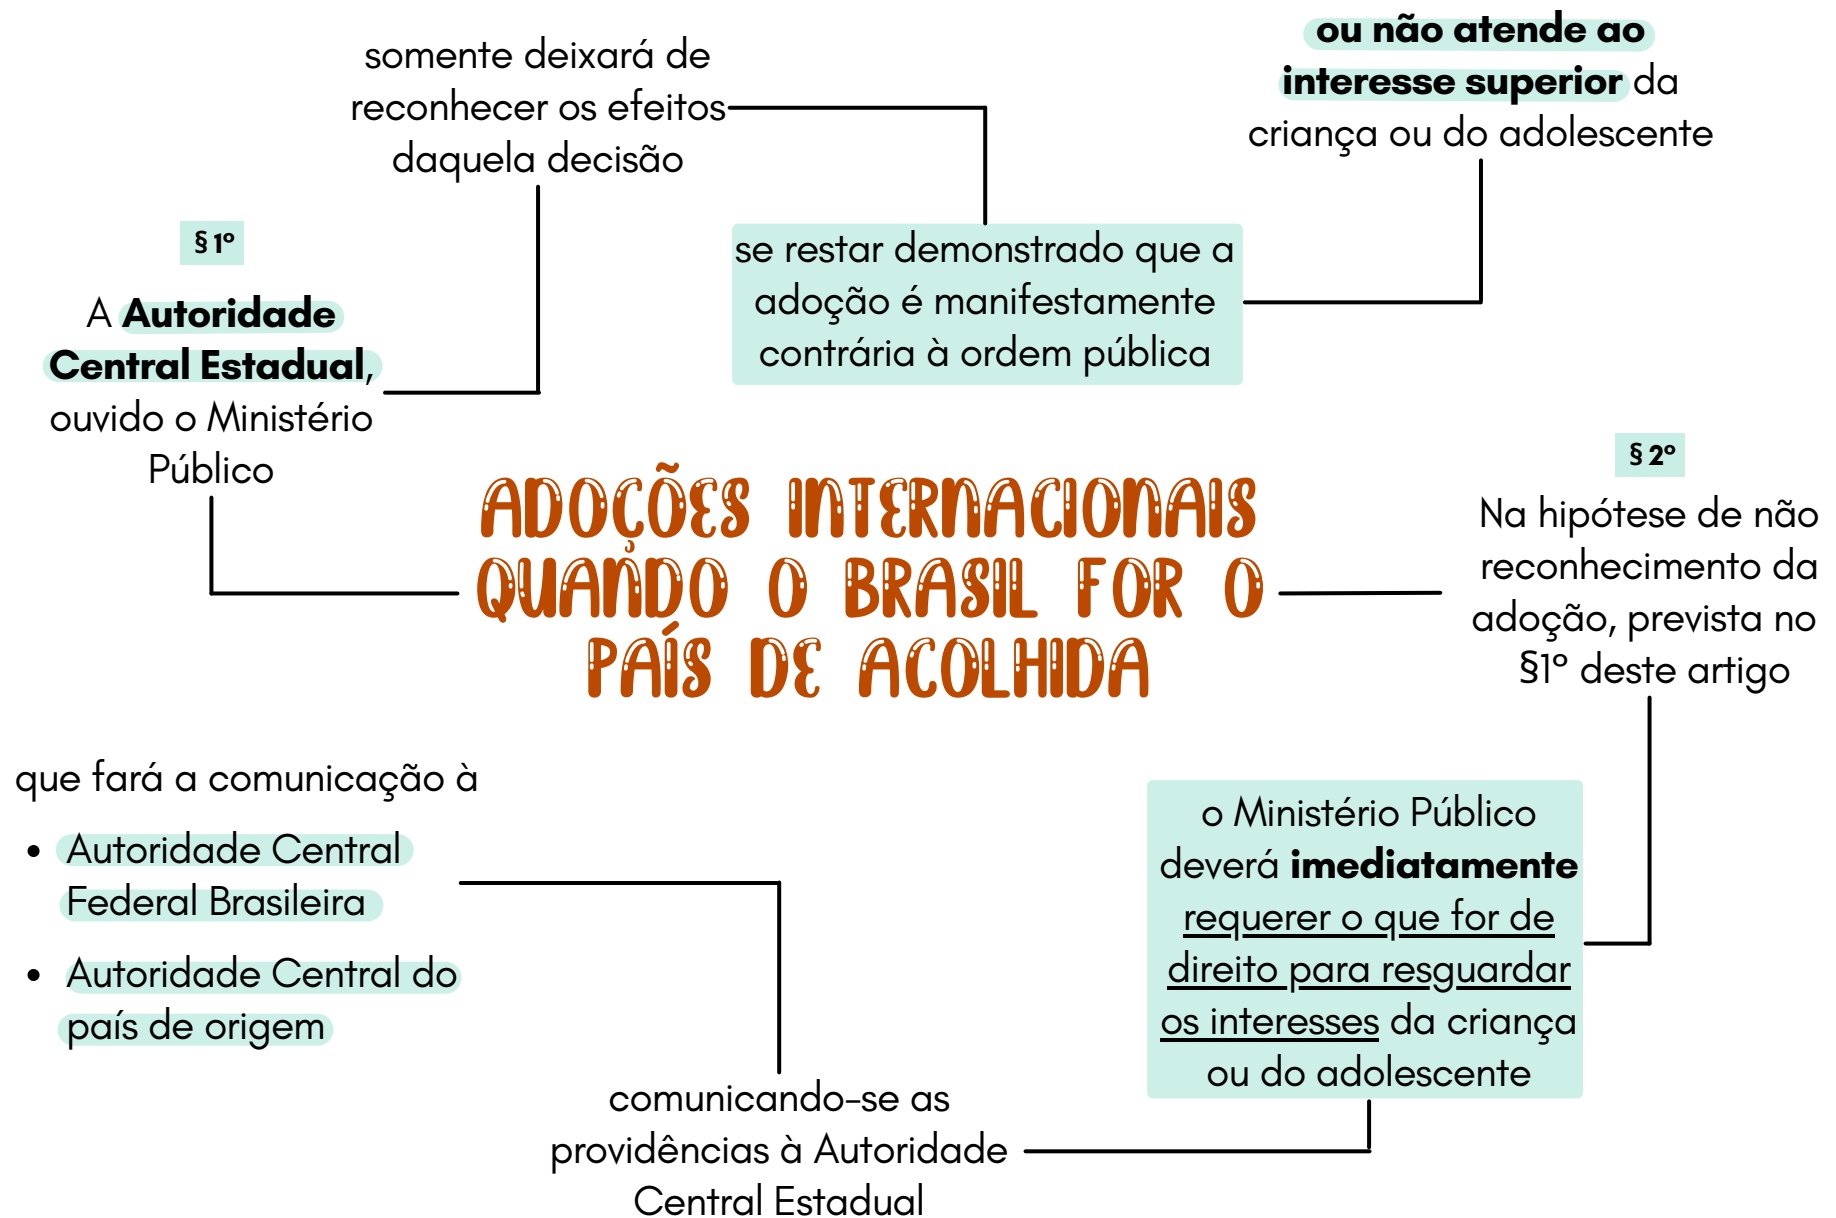 ADOÇÕES INTERNACIONAIS
QUANDO O BRASIL FOR O
PAÍS DE ACOLHIDA
§ 1º
A Autoridade
Central Estadual,
ouvido o Ministério
Público
somente deixará de
reconhecer os efeitos
daquela decisão
se restar demonstrado que a
adoção é manifestamente
contrária à ordem pública
ou não atende ao
interesse superior da
criança ou do adolescente
§ 2º
Na hipótese de não
reconhecimento da
adoção, prevista no
§1º deste artigo
o Ministério Público
deverá imediatamente
requerer o que for de
direito para resguardar
os interesses da criança
ou do adolescente
comunicando-se as
providências à Autoridade
Central Estadual
que fará a comunicação à
• Autoridade Central
Federal Brasileira
• Autoridade Central do
país de origem